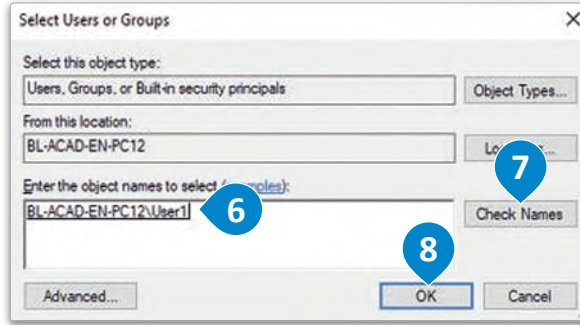 Select Users or Groups
Select this object type:
Users, Groups, or Built-in security principals
Object Types...
From this location:
BL-ACAD-EN-PC12
7
Enter the object names to select
BL-ACAD-EN-PC12\User1
6
Check Names
8
Advanced...
OK
Cancel